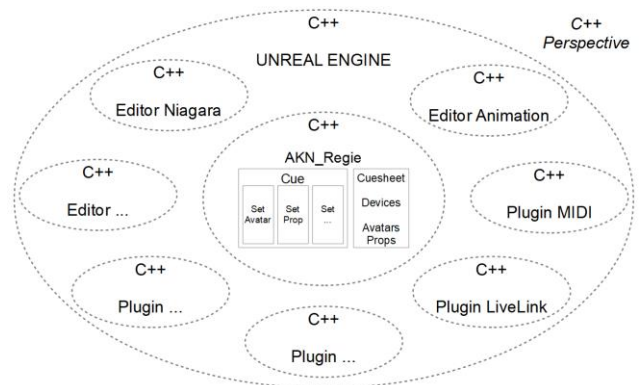 C++
Perspective
C++
UNREAL ENGINE
C++
Editor Niagara
C++
Editor Animation
C++
AKN_Regie
Cue
Set
Avatar
Set
Prop
Set
...
Cuesheet
Devices
Avatars
Props
C++
Editor ...
C++
Plugin MIDI
C++
Plugin ...
C++
Plugin LiveLink
C++
Plugin ...